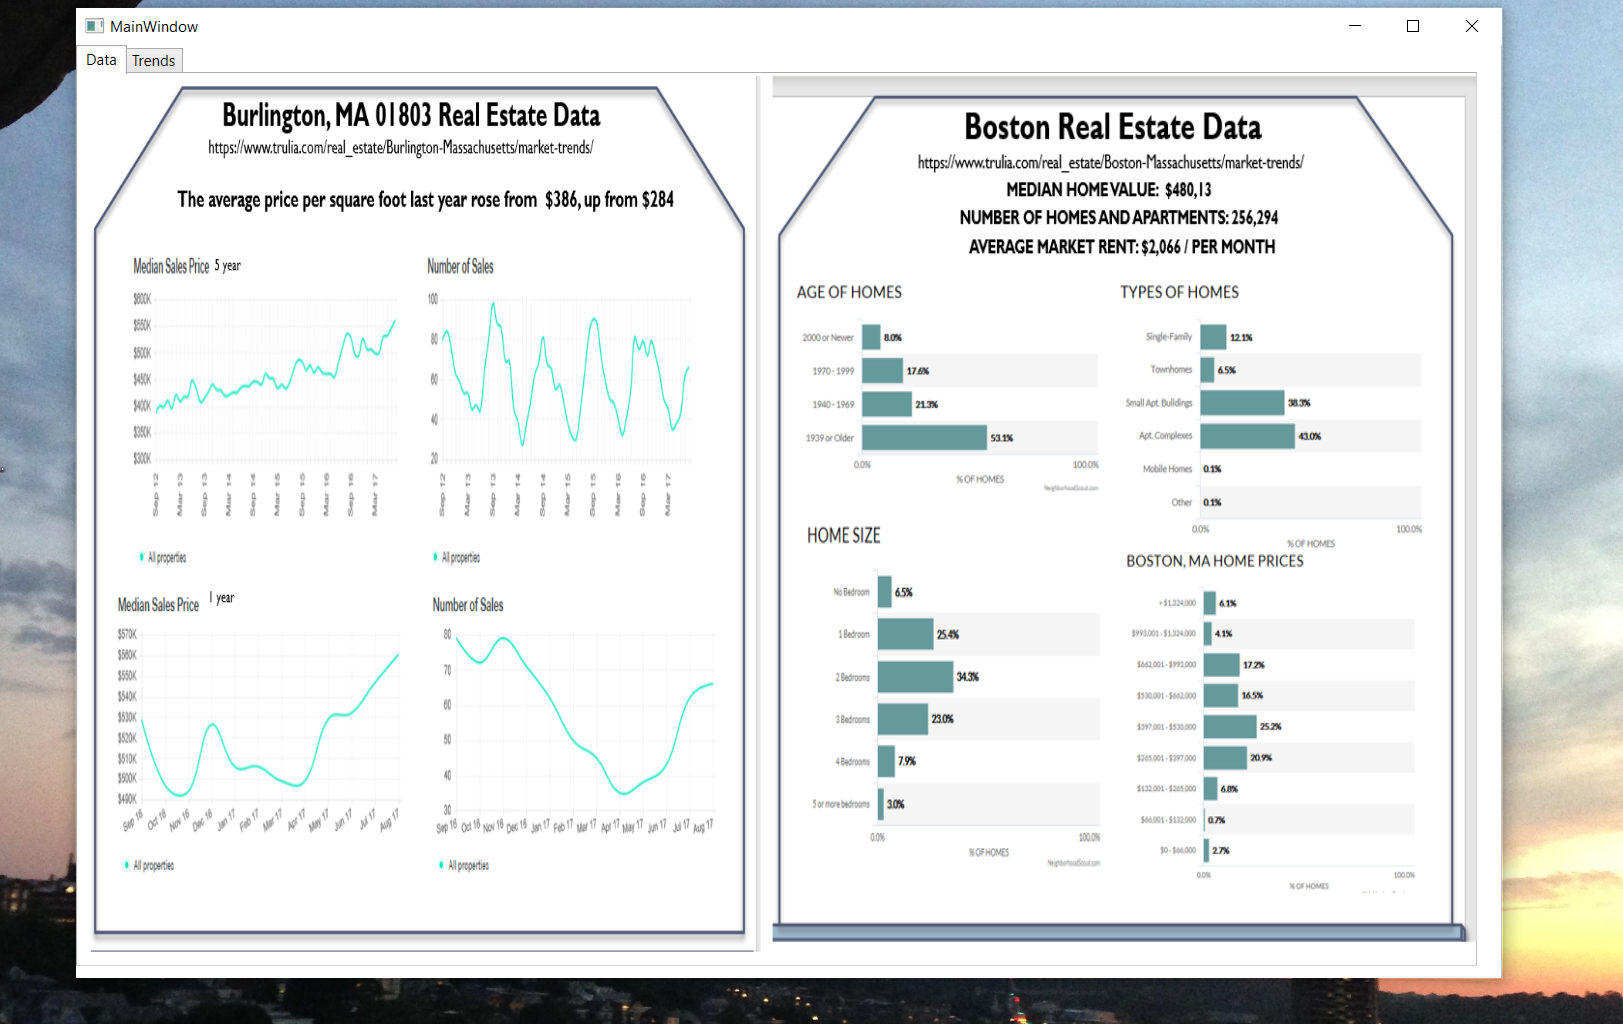 MainWindow
Data
Trends
Burlington, MA 01803 Real Estate Data
https://www.trulia.com/real_estate/Burlington-Massachusetts/market-trends/
The average price per square foot last year rose from $386, up from $284
Median Sales Price 5 year
$600K
$550K
$500K
$450K
$400K
$350K
$300K
Sep 12
Mar 13
Sep 13
Mar 14
Sep 14
Mar 15
Sep 15
Mar 16
Sep 16
Mar 17
All properties
Number of Sales
100
80
60
40
20
Sep 12
Mar 13
Sep 13
Mar 14
Sep 14
Mar 15
Sep 15
Mar 16
Sep 16
Mar 17
All properties
Median Sales Price 1 year
$570K
$560K
$550K
$540K
$530K
$520K
$510K
$500K
$490K
Sep 16 Oct 16 Nov 16 Dec 16 Jan 17 Feb 17 Mar 17 Apr 17 May 17 Jun 17 Jul 17 Aug 17
All properties
Number of Sales
80
70
60
50
40
30
Sep 16 Oct 16 Nov 16 Dec 16 Jan 17 Feb 17 Mar 17 Apr 17 May 17 Jun 17 Jul 17 Aug 17
All properties
Boston Real Estate Data
https://www.trulia.com/real_estate/Boston-Massachusetts/market-trends/
MEDIAN HOME VALUE: $480,13
NUMBER OF HOMES AND APARTMENTS: 256,294
AVERAGE MARKET RENT: $2,066 / PER MONTH
AGE OF HOMES
2000 or Newer 8.0%
1970 - 1999 17.6%
1940 - 1969 21.3%
1939 or Older 53.1%
0.0% 100.0%
% OF HOMES
NeighborhoodScout.com
TYPES OF HOMES
Single-Family 12.1%
Townhomes 6.5%
Small Apt. Buildings 38.3%
Apt. Complexes 43.0%
Mobile Homes 0.1%
Other 0.1%
0.0% 100.0%
% OF HOMES
HOME SIZE
No Bedroom 6.5%
1 Bedroom 25.4%
2 Bedrooms 34.3%
3 Bedrooms 23.0%
4 Bedrooms 7.9%
5 or more bedrooms 3.0%
0.0% 100.0%
% OF HOMES
NeighborhoodScout.com
BOSTON, MA HOME PRICES
> $1,324,000 6.1%
$993,001 - $1,324,000 4.1%
$662,001 - $993,000 17.2%
$530,001 - $662,000 16.5%
$397,001 - $530,000 25.2%
$265,001 - $397,000 20.9%
$132,001 - $265,000 6.8%
$66,001 - $132,000 0.7%
$0 - $66,000 2.7%
0.0% 100.0%
% OF HOMES